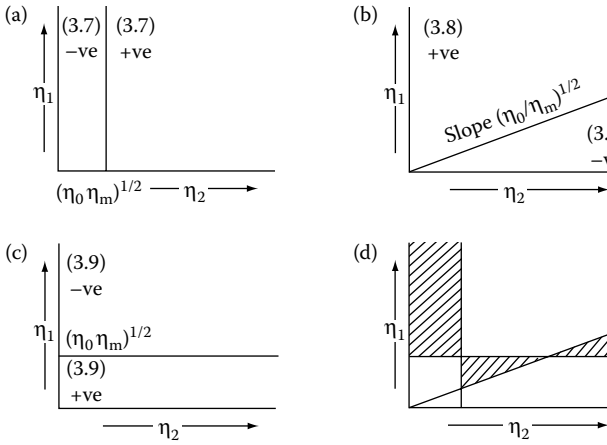 (a)
(3.7)
−ve
(3.7)
+ve
η1
(η0 ηm)^1/2
η2
(b)
(3.8)
+ve
η1
Slope (η0/ηm)^1/2
η2
(c)
(3.9)
−ve
η1
(η0 ηm)^1/2
(3.9)
+ve
η2
(d)
η1
η2